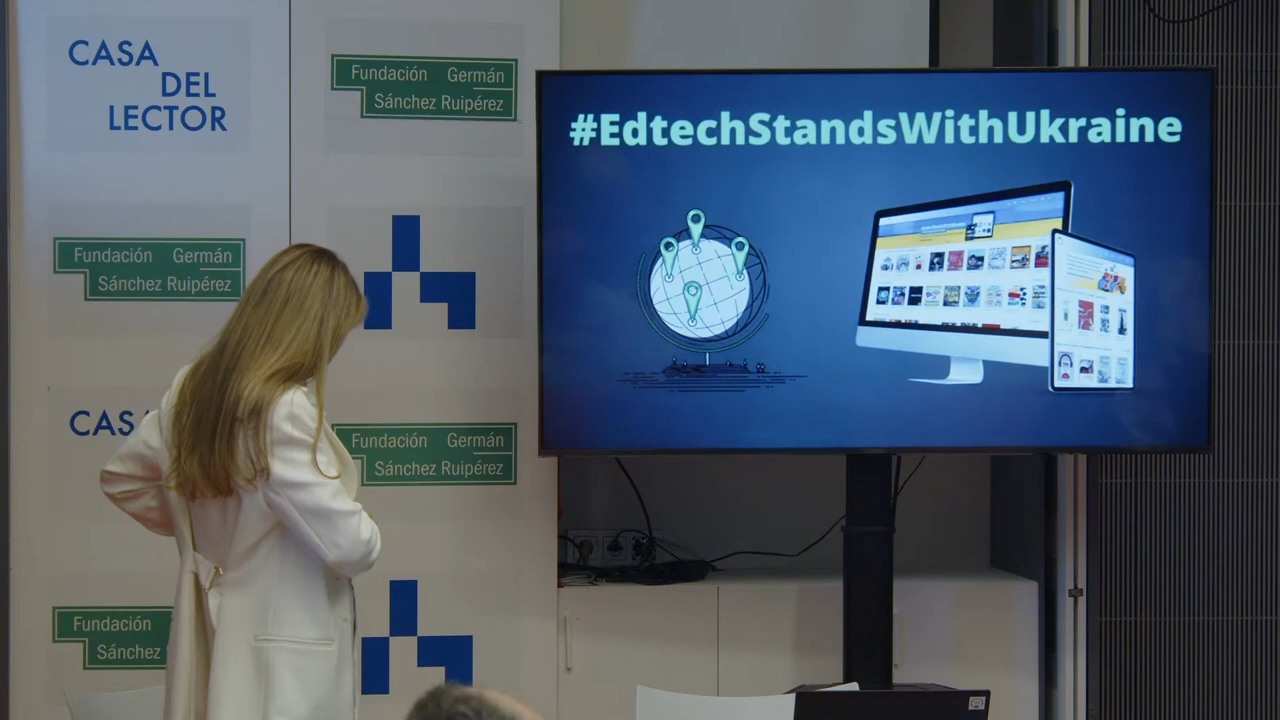 CASA
DEL
LECTOR
Fundación Germán
Sánchez Ruipérez
#EdtechStandsWithUkraine
Fundación Germán
Sánchez Ruipérez
CASA
Fundación Germán
Sánchez Ruipérez
Fundación
Sánchez